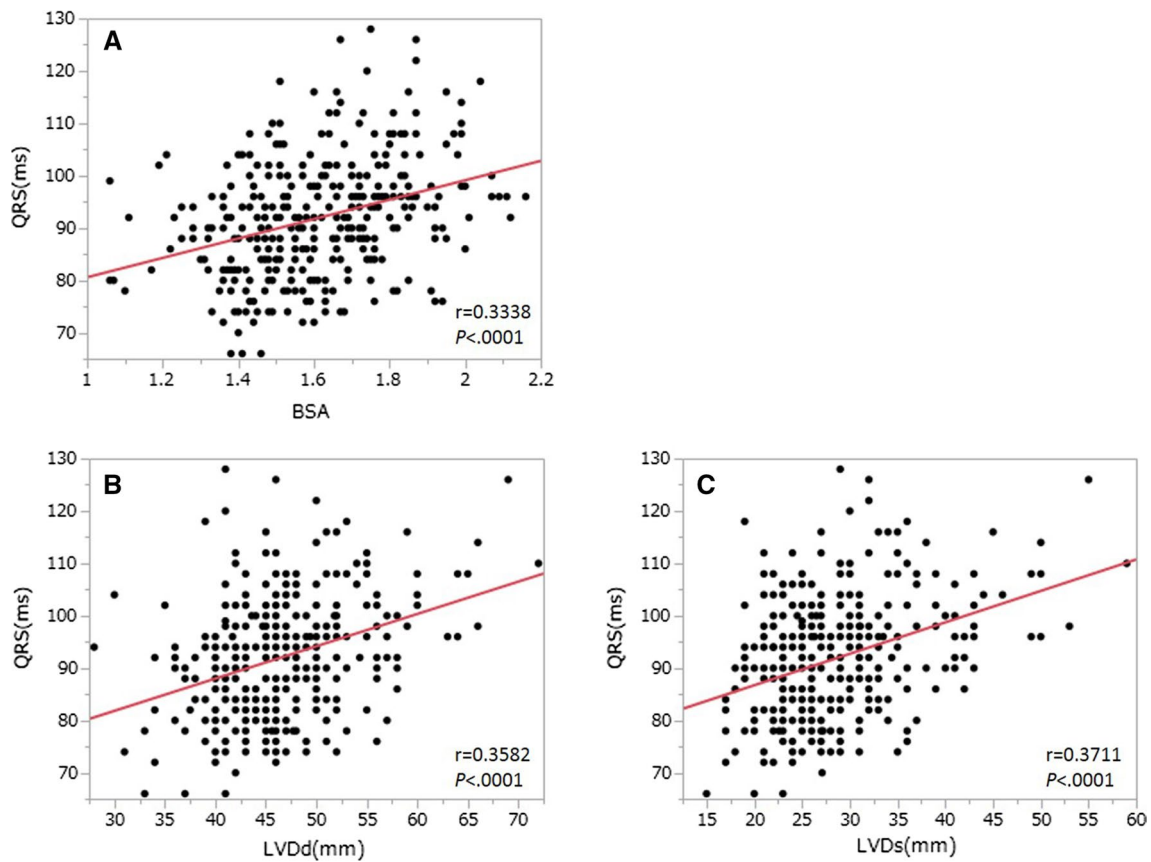 A
130
120
110
100
90
80
70
QRS(ms)
r=0.3338
P<.0001
1 1.2 1.4 1.6 1.8 2 2.2
BSA
B
130
120
110
100
90
80
70
QRS(ms)
r=0.3582
P<.0001
30 35 40 45 50 55 60 65 70
LVDd(mm)
C
130
120
110
100
90
80
70
QRS(ms)
r=0.3711
P<.0001
15 20 25 30 35 40 45 50 55 60
LVDs(mm)